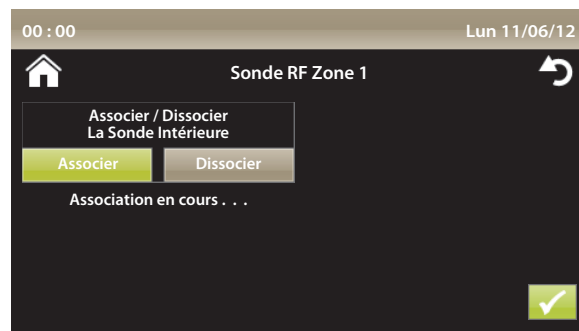 00 : 00 Lun 11/06/12
Sonde RF Zone 1
Associer / Dissocier
La Sonde Intérieure
Associer Dissocier
Association en cours . . .